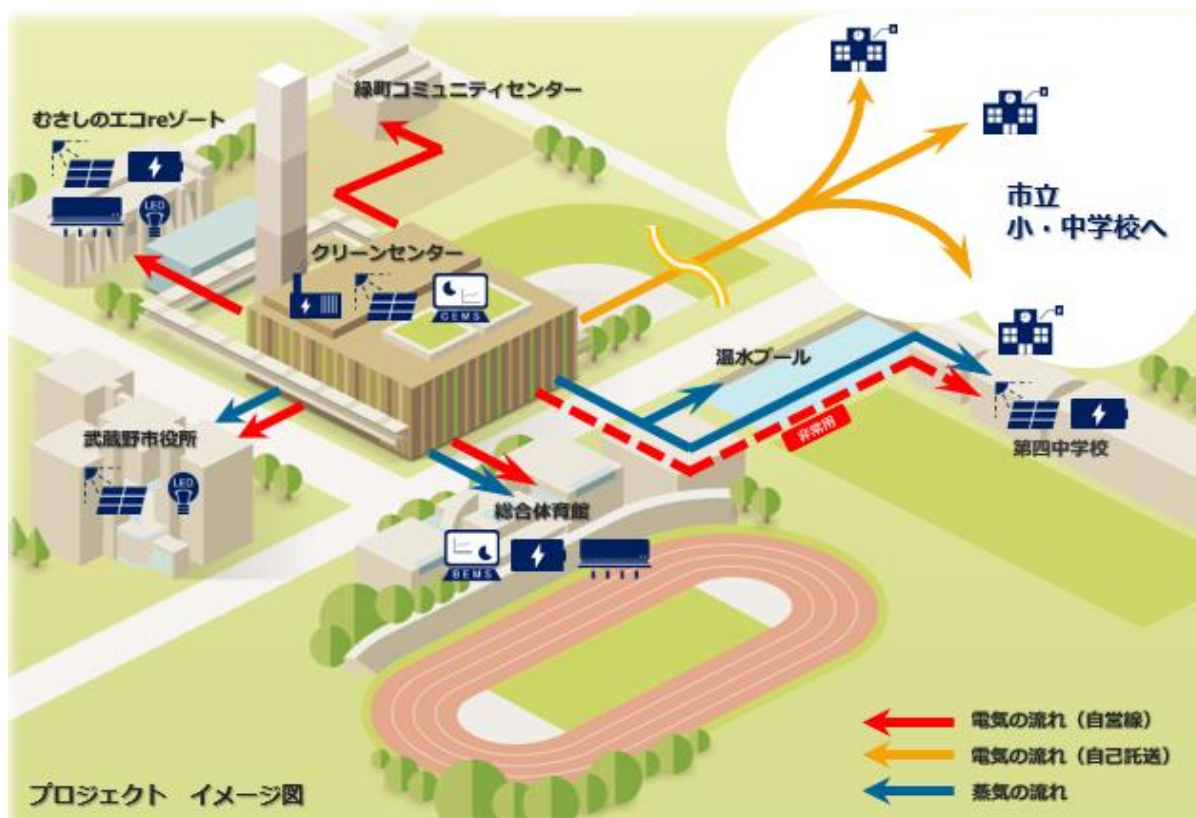 緑町コミュニティセンター
むさしのエコreゾート
LED
クリーンセンター
CEMS
市立
小・中学校へ
温水プール
非常用
第四中学校
武蔵野市役所
LED
総合体育館
BEMS
電気の流れ（自営線）
電気の流れ（自己託送）
蒸気の流れ
プロジェクト イメージ図